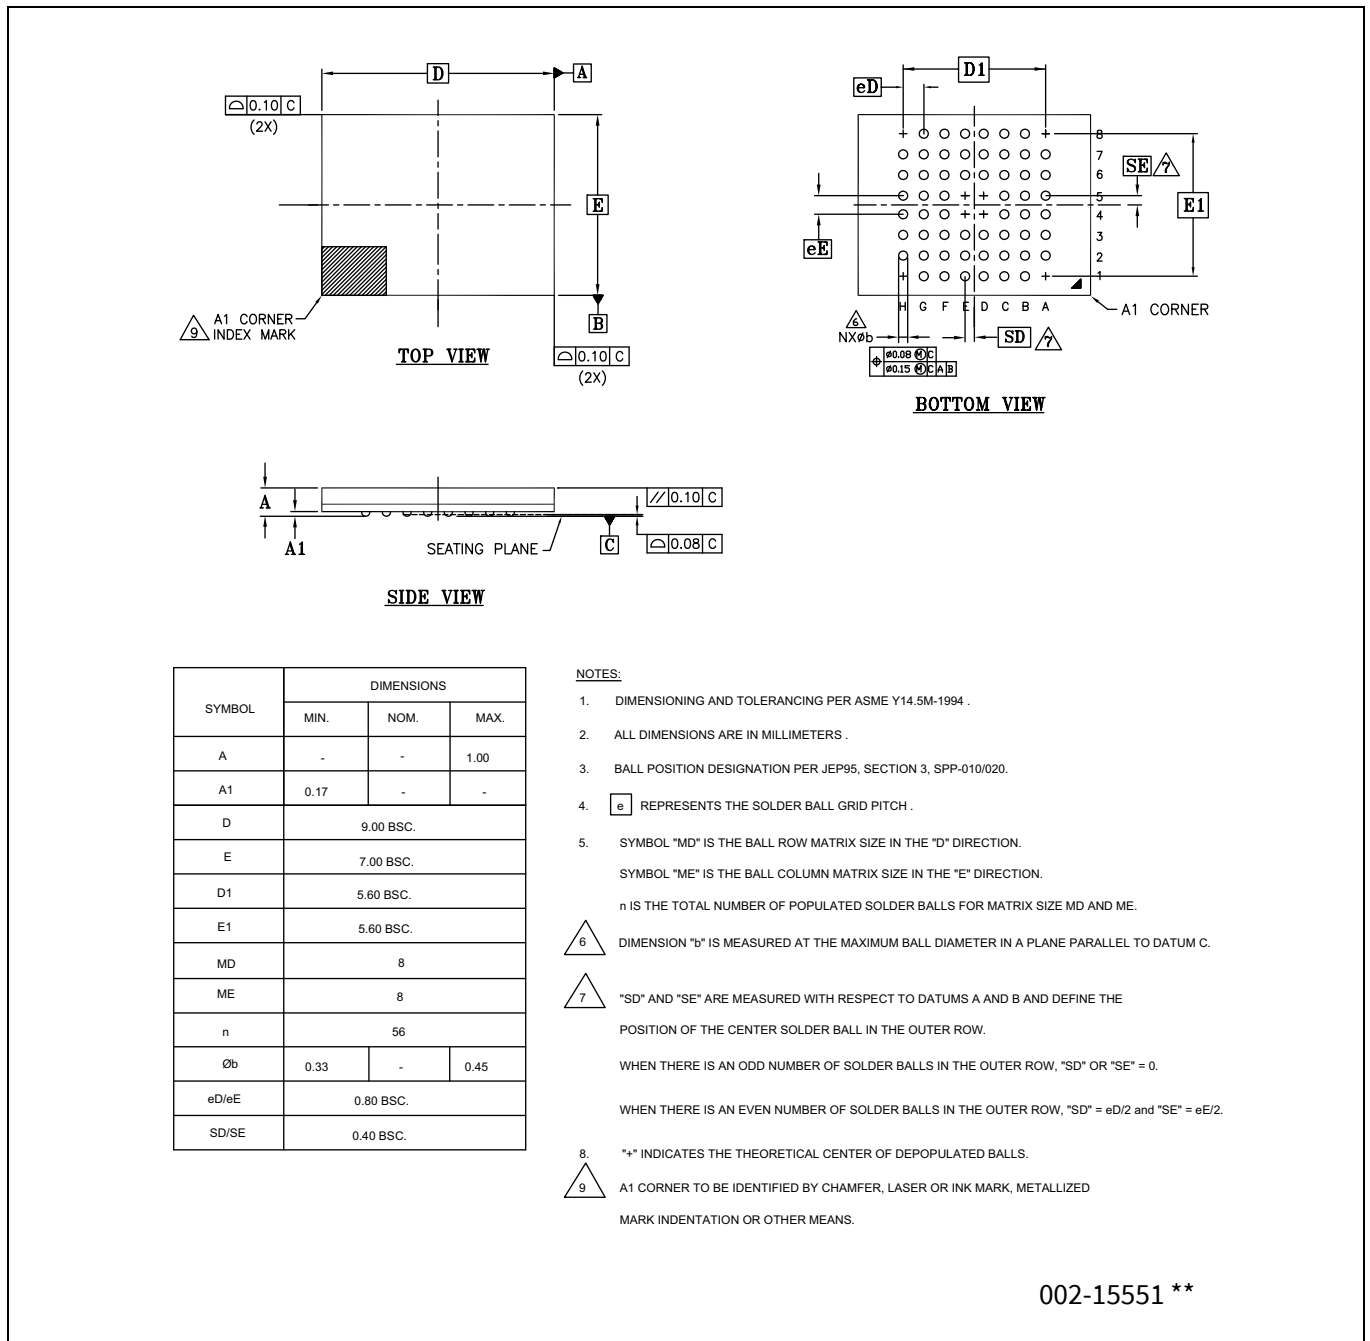 D
A
⌓ 0.10 C
(2X)
E
B
9
A1 CORNER
INDEX MARK
TOP VIEW
⌓ 0.10 C
(2X)
D1
eD
8
7
6
5
4
3
2
1
SE 7
E1
eE
H G F E D C B A
A1 CORNER
6
NXøb
SD 7
⌖ ø0.08 Ⓜ C
ø0.15 Ⓜ C A B
BOTTOM VIEW
A
A1
// 0.10 C
SEATING PLANE
C
⌓ 0.08 C
SIDE VIEW
SYMBOL DIMENSIONS
MIN. NOM. MAX.
A - - 1.00
A1 0.17 - -
D 9.00 BSC.
E 7.00 BSC.
D1 5.60 BSC.
E1 5.60 BSC.
MD 8
ME 8
n 56
Øb 0.33 - 0.45
eD/eE 0.80 BSC.
SD/SE 0.40 BSC.
NOTES:
1. DIMENSIONING AND TOLERANCING PER ASME Y14.5M-1994 .
2. ALL DIMENSIONS ARE IN MILLIMETERS .
3. BALL POSITION DESIGNATION PER JEP95, SECTION 3, SPP-010/020.
4. e REPRESENTS THE SOLDER BALL GRID PITCH .
5. SYMBOL "MD" IS THE BALL ROW MATRIX SIZE IN THE "D" DIRECTION.
SYMBOL "ME" IS THE BALL COLUMN MATRIX SIZE IN THE "E" DIRECTION.
n IS THE TOTAL NUMBER OF POPULATED SOLDER BALLS FOR MATRIX SIZE MD AND ME.
6 DIMENSION "b" IS MEASURED AT THE MAXIMUM BALL DIAMETER IN A PLANE PARALLEL TO DATUM C.
7 "SD" AND "SE" ARE MEASURED WITH RESPECT TO DATUMS A AND B AND DEFINE THE
POSITION OF THE CENTER SOLDER BALL IN THE OUTER ROW.
WHEN THERE IS AN ODD NUMBER OF SOLDER BALLS IN THE OUTER ROW, "SD" OR "SE" = 0.
WHEN THERE IS AN EVEN NUMBER OF SOLDER BALLS IN THE OUTER ROW, "SD" = eD/2 and "SE" = eE/2.
8. "+" INDICATES THE THEORETICAL CENTER OF DEPOPULATED BALLS.
9 A1 CORNER TO BE IDENTIFIED BY CHAMFER, LASER OR INK MARK, METALLIZED
MARK INDENTATION OR OTHER MEANS.
002-15551 **